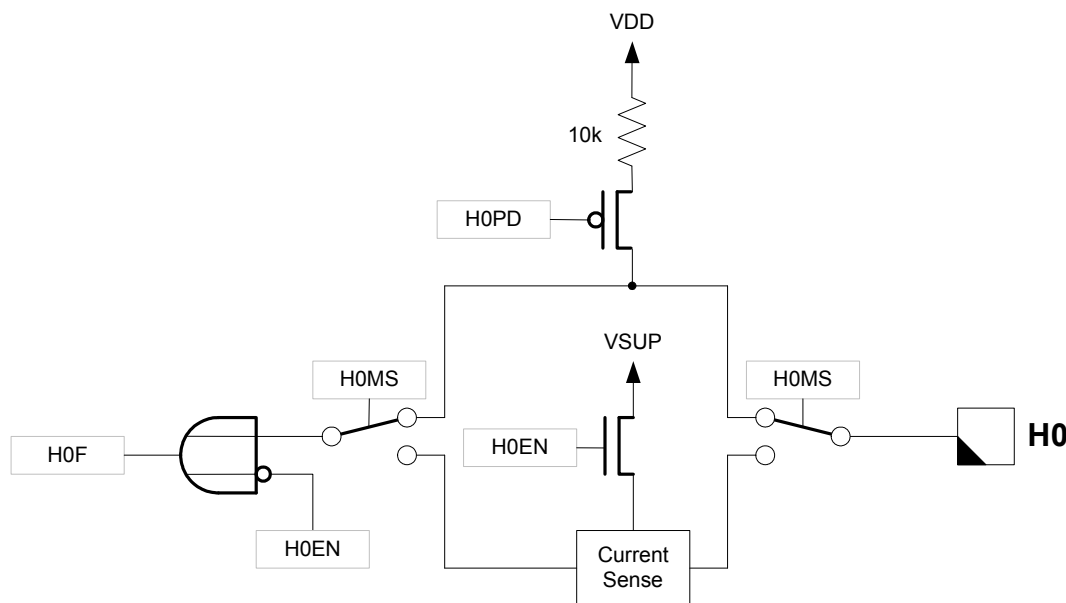 VDD
10k
H0PD
VSUP
H0MS
H0MS
H0EN
H0F
H0
H0EN
Current
Sense